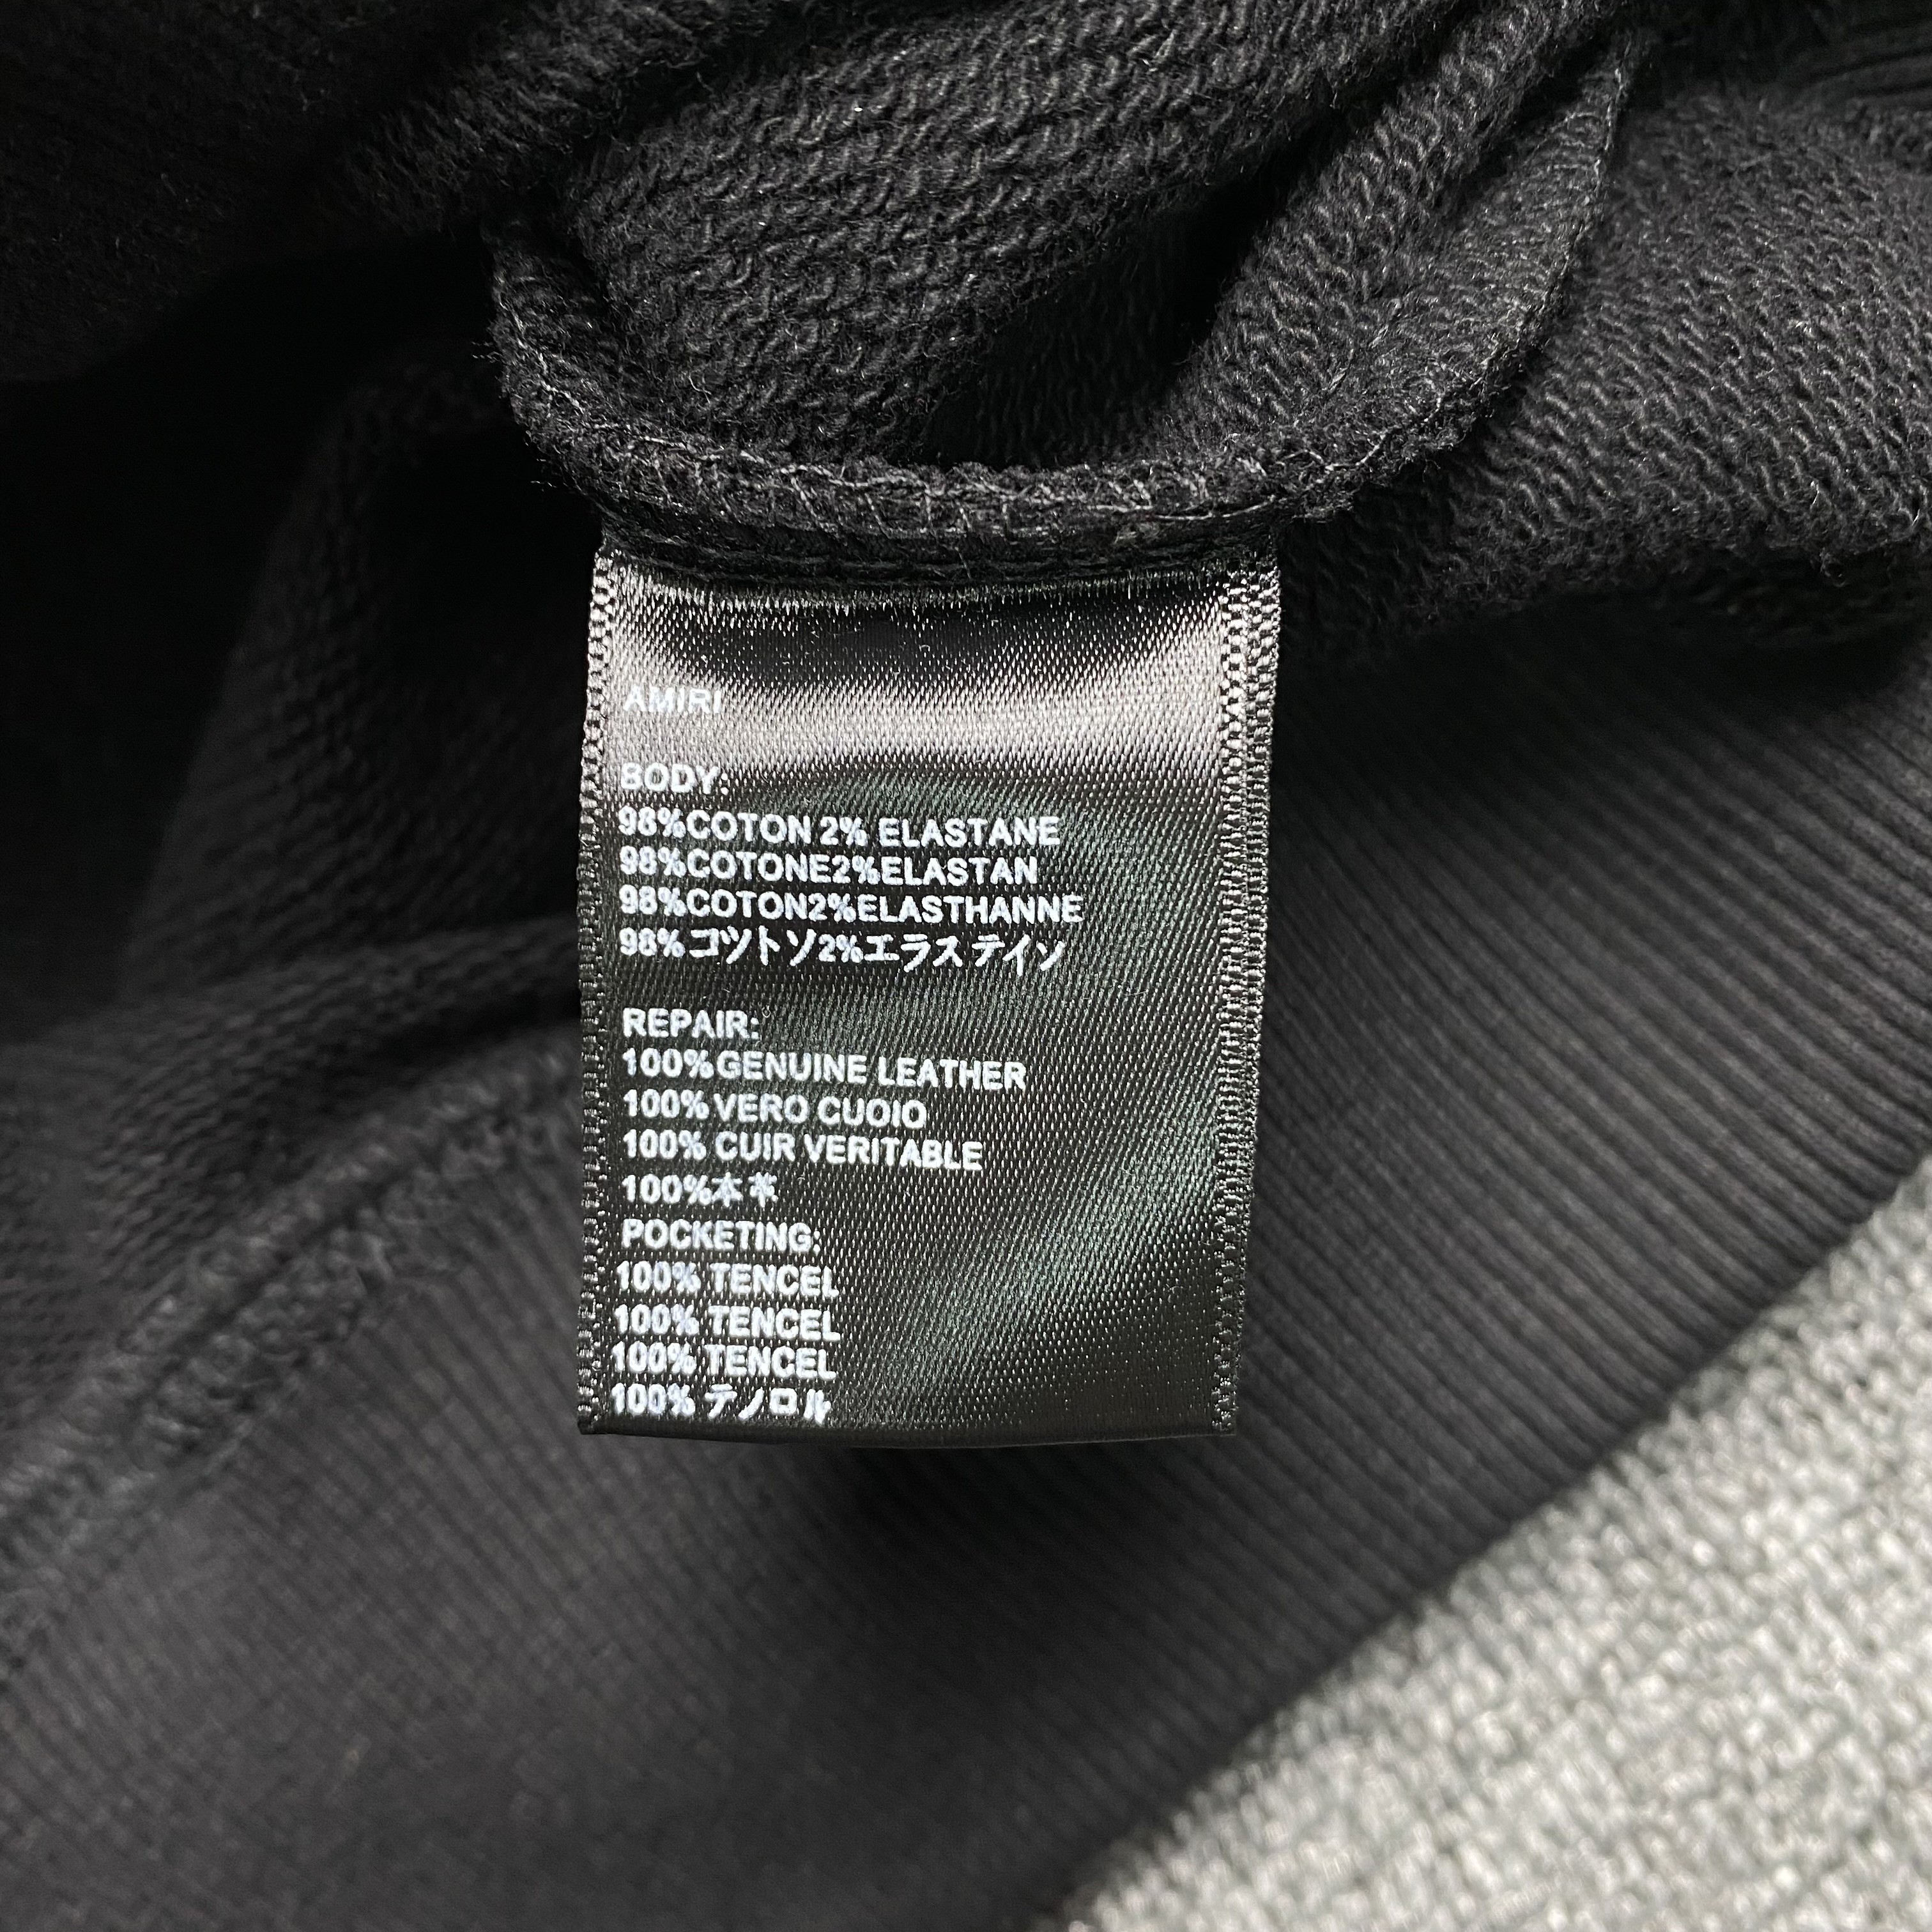 AMIRI
BODY:
98%COTON 2% ELASTANE
98%COTONE2%ELASTAN
98%COTON2%ELASTHANNE
98%コツトソ2%エラステイソ
REPAIR:
100%GENUINE LEATHER
100%VERO CUOIO
100% CUIR VERITABLE
100%本革
POCKETING:
100% TENCEL
100% TENCEL
100% TENCEL
100% テノロル